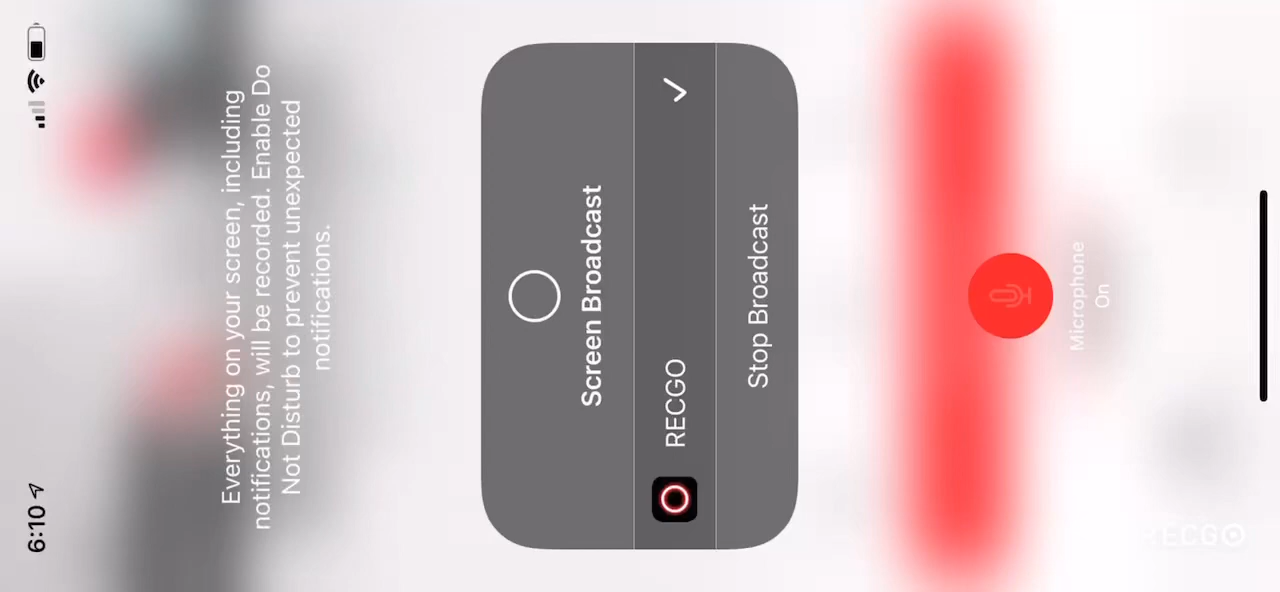 6:10
Everything on your screen, including
notifications, will be recorded. Enable Do
Not Disturb to prevent unexpected
notifications.
Screen Broadcast
RECGO
Stop Broadcast
Microphone
On
RECGO